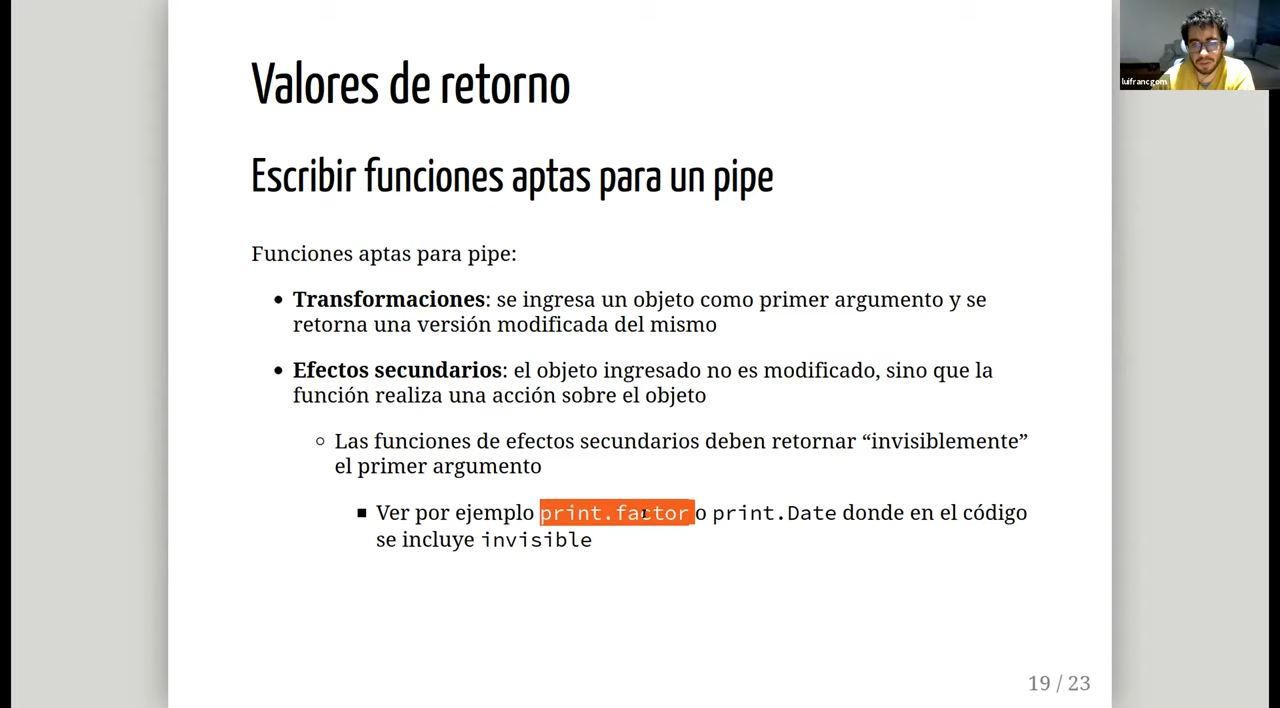 Valores de retorno
Escribir funciones aptas para un pipe
Funciones aptas para pipe:
Transformaciones: se ingresa un objeto como primer argumento y se
retorna una versión modificada del mismo
Efectos secundarios: el objeto ingresado no es modificado, sino que la
función realiza una acción sobre el objeto
Las funciones de efectos secundarios deben retornar “invisiblemente”
el primer argumento
Ver por ejemplo print.factor o print.Date donde en el código
se incluye invisible
19 / 23
luifrancgom